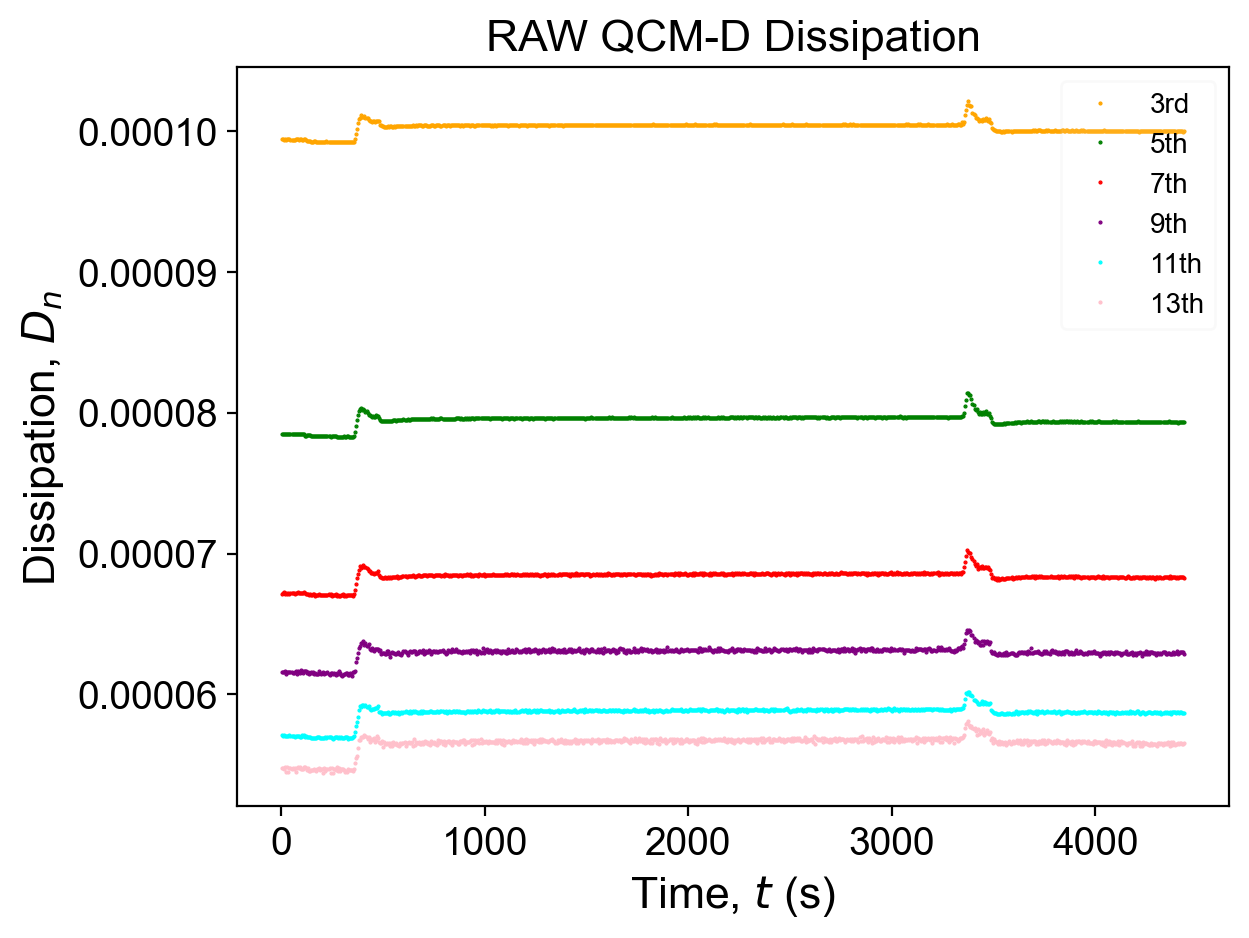 RAW QCM-D Dissipation
Dissipation, Dₙ
0.00010
0.00009
0.00008
0.00007
0.00006
3rd
5th
7th
9th
11th
13th
0 1000 2000 3000 4000
Time, t (s)